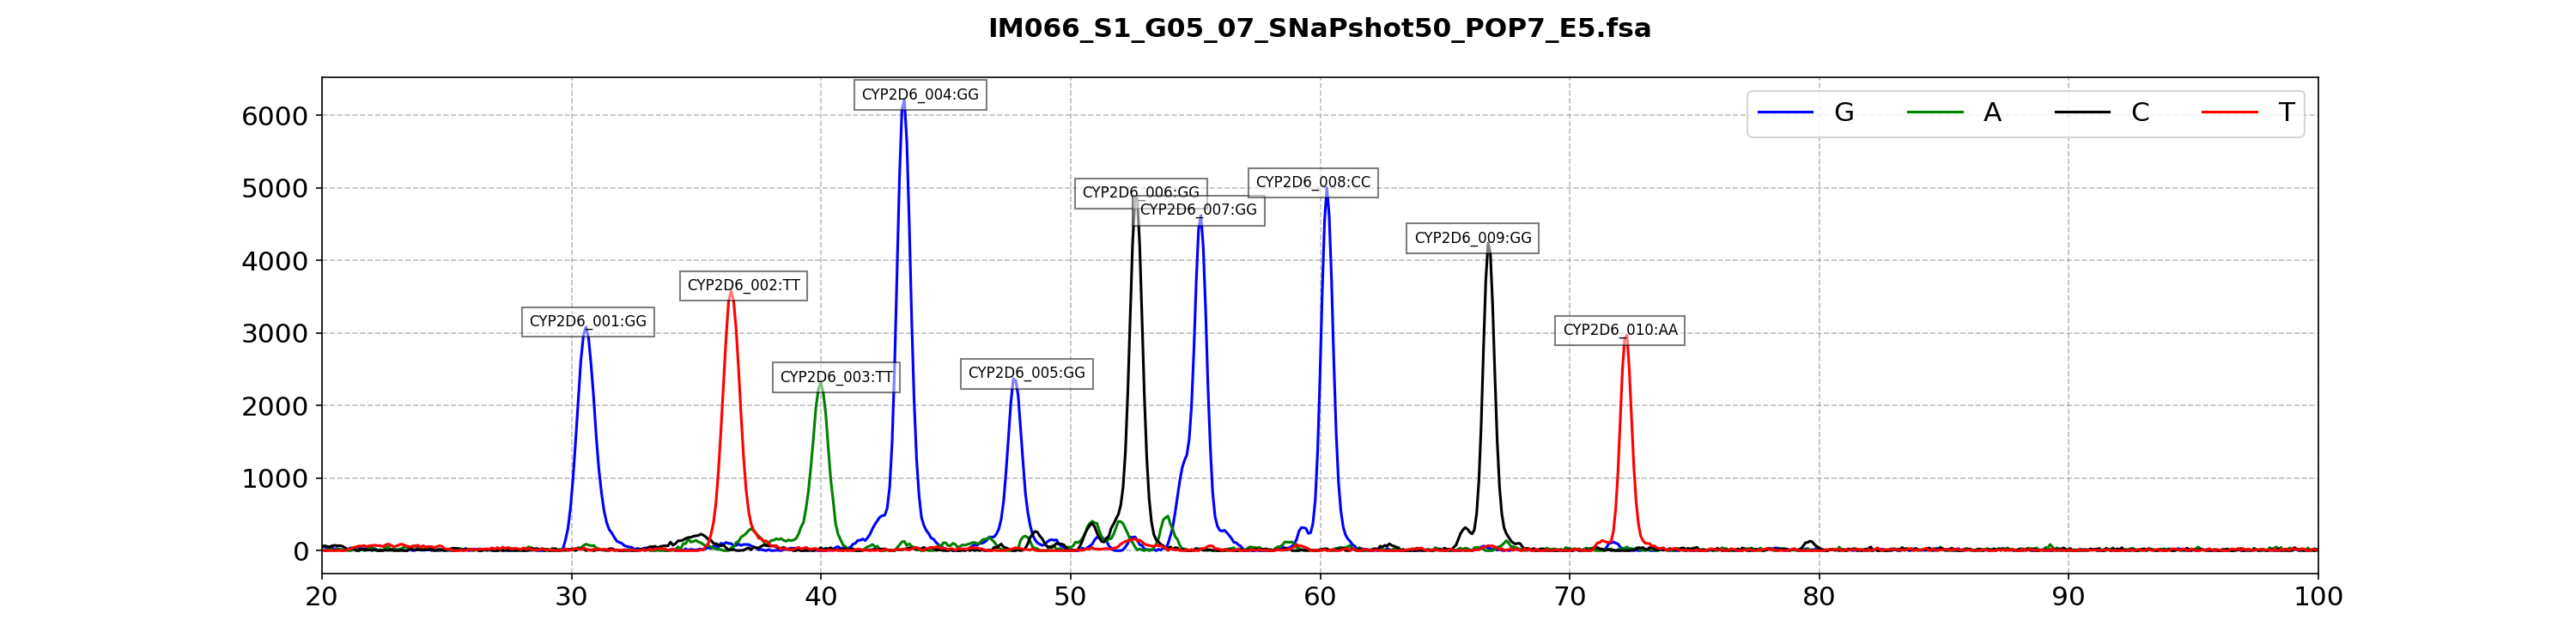 IM066_S1_G05_07_SNaPshot50_POP7_E5.fsa
G A C T
6000
5000
4000
3000
2000
1000
0
CYP2D6_001:GG
CYP2D6_002:TT
CYP2D6_003:TT
CYP2D6_004:GG
CYP2D6_005:GG
CYP2D6_006:GG
CYP2D6_007:GG
CYP2D6_008:CC
CYP2D6_009:GG
CYP2D6_010:AA
20 30 40 50 60 70 80 90 100